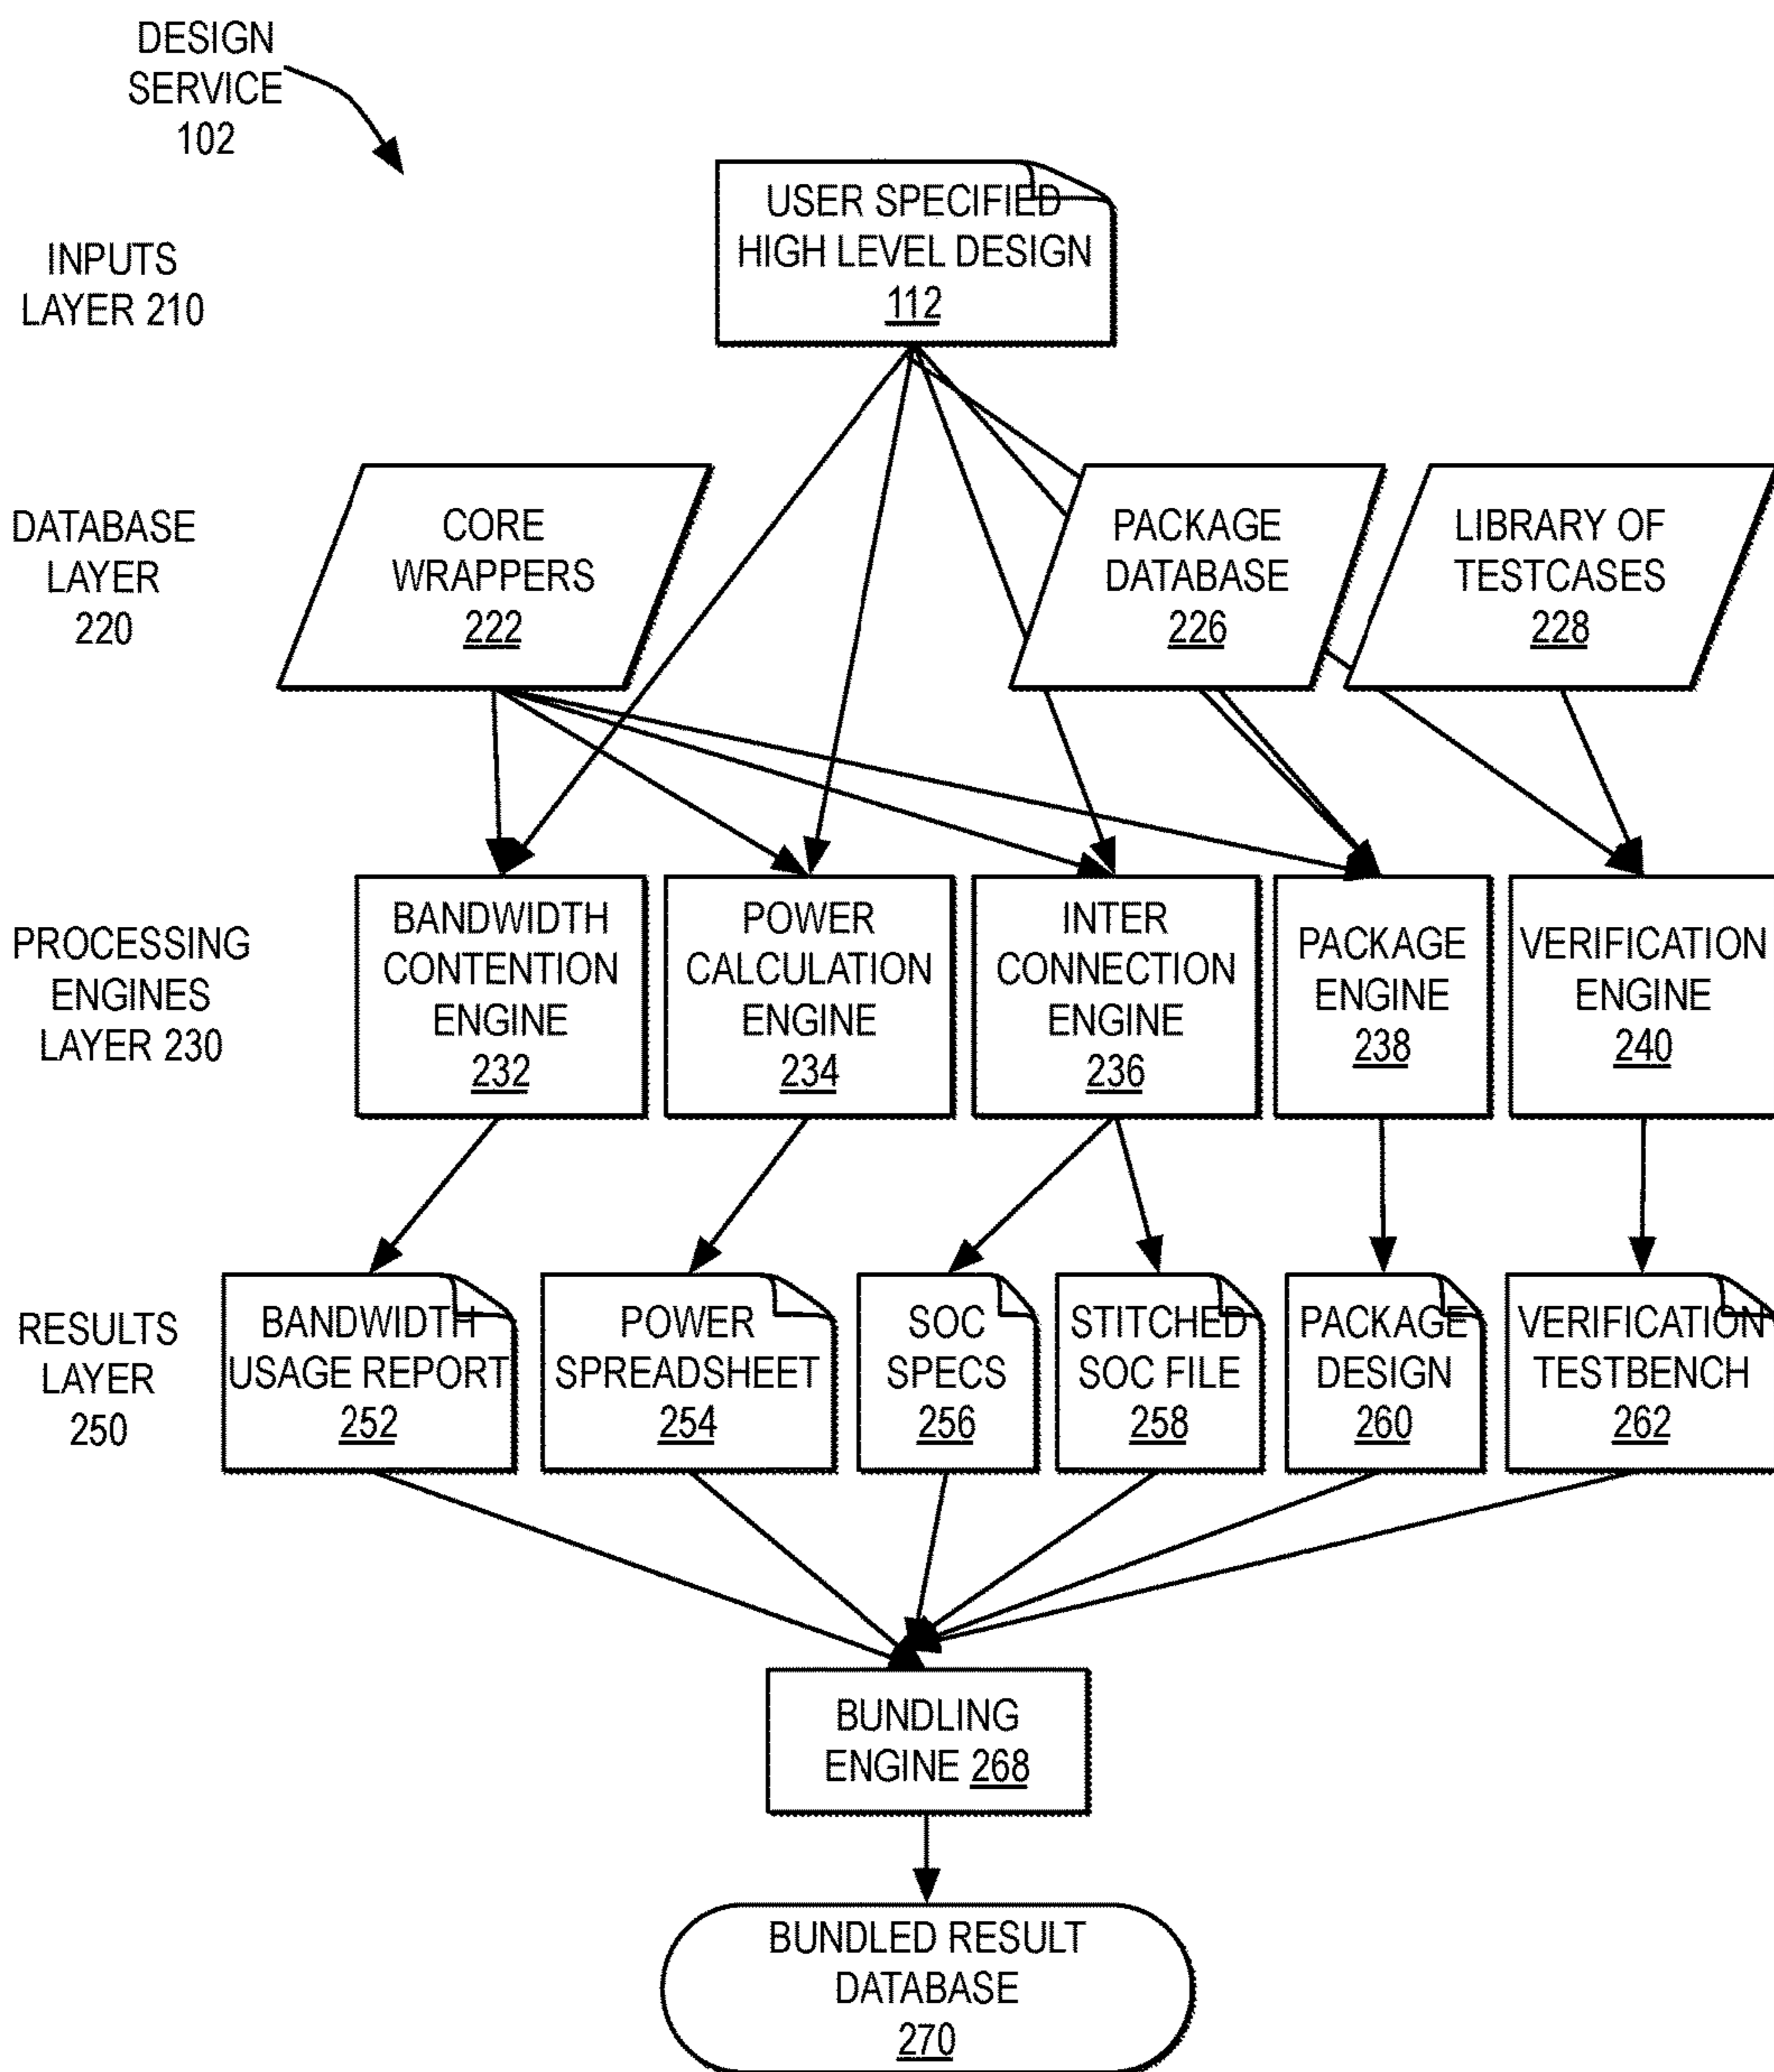 DESIGN
SERVICE
102
USER SPECIFIED
HIGH LEVEL DESIGN
112
INPUTS
LAYER 210
DATABASE
LAYER
220
CORE
WRAPPERS
222
PACKAGE
DATABASE
226
LIBRARY OF
TESTCASES
228
PROCESSING
ENGINES
LAYER 230
BANDWIDTH
CONTENTION
ENGINE
232
POWER
CALCULATION
ENGINE
234
INTER
CONNECTION
ENGINE
236
PACKAGE
ENGINE
238
VERIFICATION
ENGINE
240
RESULTS
LAYER
250
BANDWIDTH
USAGE REPORT
252
POWER
SPREADSHEET
254
SOC
SPECS
256
STITCHED
SOC FILE
258
PACKAGE
DESIGN
260
VERIFICATION
TESTBENCH
262
BUNDLING
ENGINE 268
BUNDLED RESULT
DATABASE
270